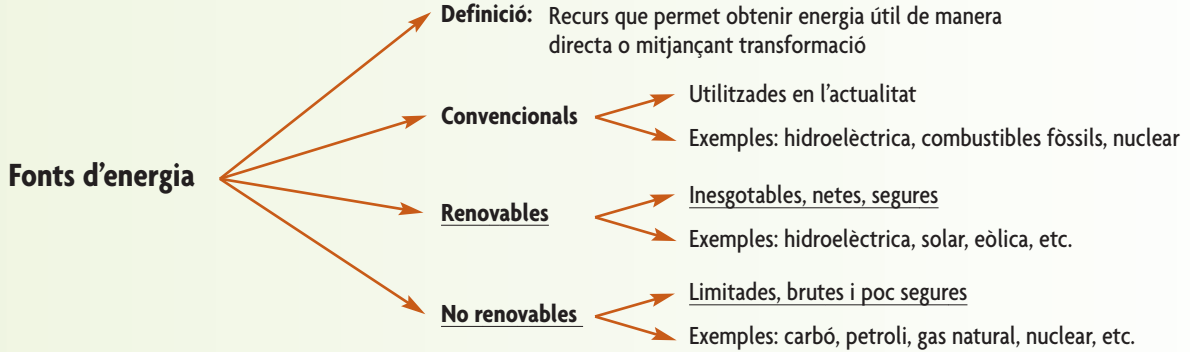 Definició: Recurs que permet obtenir energia útil de manera
directa o mitjançant transformació
Convencionals
Utilitzades en l'actualitat
Exemples: hidroelèctrica, combustibles fòssils, nuclear
Fonts d'energia
Renovables
Inesgotables, netes, segures
Exemples: hidroelèctrica, solar, eòlica, etc.
No renovables
Limitades, brutes i poc segures
Exemples: carbó, petroli, gas natural, nuclear, etc.